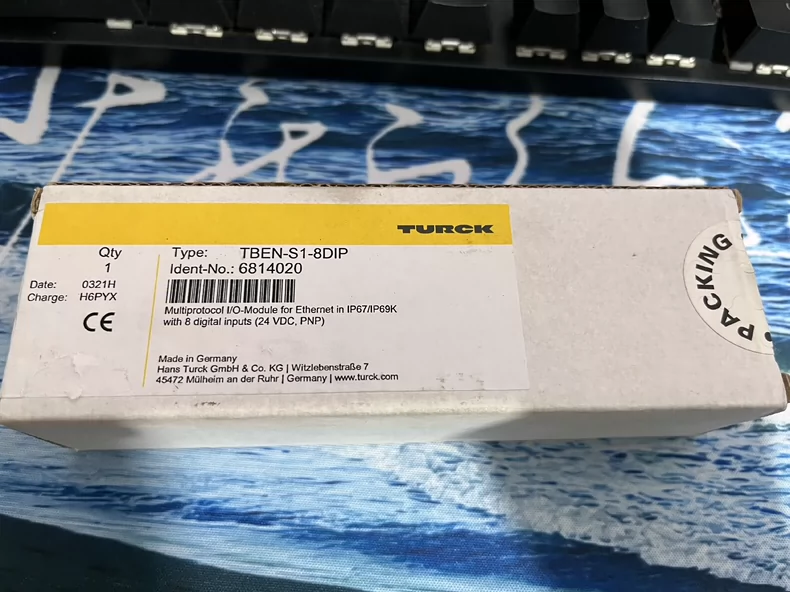 TURCK
Qty
1
Type: TBEN-S1-8DIP
Ident-No.: 6814020
Date: 0321H
Charge: H6PYX
CE
Multiprotocol I/O-Module for Ethernet in IP67/IP69K
with 8 digital inputs (24 VDC, PNP)
Made in Germany
Hans Turck GmbH & Co. KG | Witzlebenstraße 7
45472 Mülheim an der Ruhr | Germany | www.turck.com
PACKING